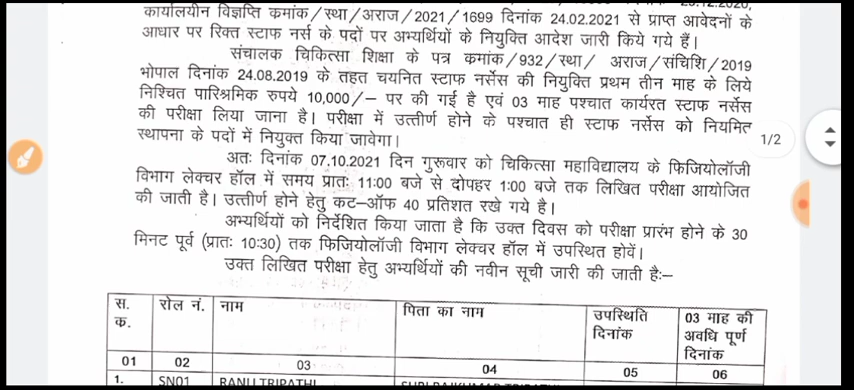 कार्यालयीन विज्ञप्ति कमांक/स्था/अराज/2021/1699 दिनांक 24.02.2021 से प्राप्त आवेदनों के
आधार पर रिक्त स्टाफ नर्स के पदों पर अभ्यर्थियों के नियुक्ति आदेश जारी किये गये हैं।
संचालक चिकित्सा शिक्षा के पत्र कमांक/932/स्था/ अराज/संचिशि/2019
भोपाल दिनांक 24.08.2019 के तहत चयनित स्टाफ नर्सेस की नियुक्ति प्रथम तीन माह के लिये
निश्चित पारिश्रमिक रुपये 10,000/– पर की गई है एवं 03 माह पश्चात कार्यरत स्टाफ नर्सेस
की परीक्षा लिया जाना है। परीक्षा में उत्तीर्ण होने के पश्चात ही स्टाफ नर्सेस को नियमित
स्थापना के पदों में नियुक्त किया जावेगा।
1/2
अतः दिनांक 07.10.2021 दिन गुरूवार को चिकित्सा महाविद्यालय के फिजियोलॉजी
विभाग लेक्चर हॉल में समय प्रातः 11:00 बजे से दोपहर 1:00 बजे तक लिखित परीक्षा आयोजित
की जाती है। उत्तीर्ण होने हेतु कट–ऑफ 40 प्रतिशत रखे गये है।
अभ्यर्थियों को निर्देशित किया जाता है कि उक्त दिवस को परीक्षा प्रारंभ होने के 30
मिनट पूर्व (प्रातः 10:30) तक फिजियोलॉजी विभाग लेक्चर हॉल में उपस्थित होवें।
उक्त लिखित परीक्षा हेतु अभ्यर्थियों की नवीन सूची जारी की जाती हैः–
स. क. रोल नं. नाम पिता का नाम उपस्थिति दिनांक 03 माह की अवधि पूर्ण दिनांक
01 02 03 04 05 06
1. SN01 RANU TRIPATHI